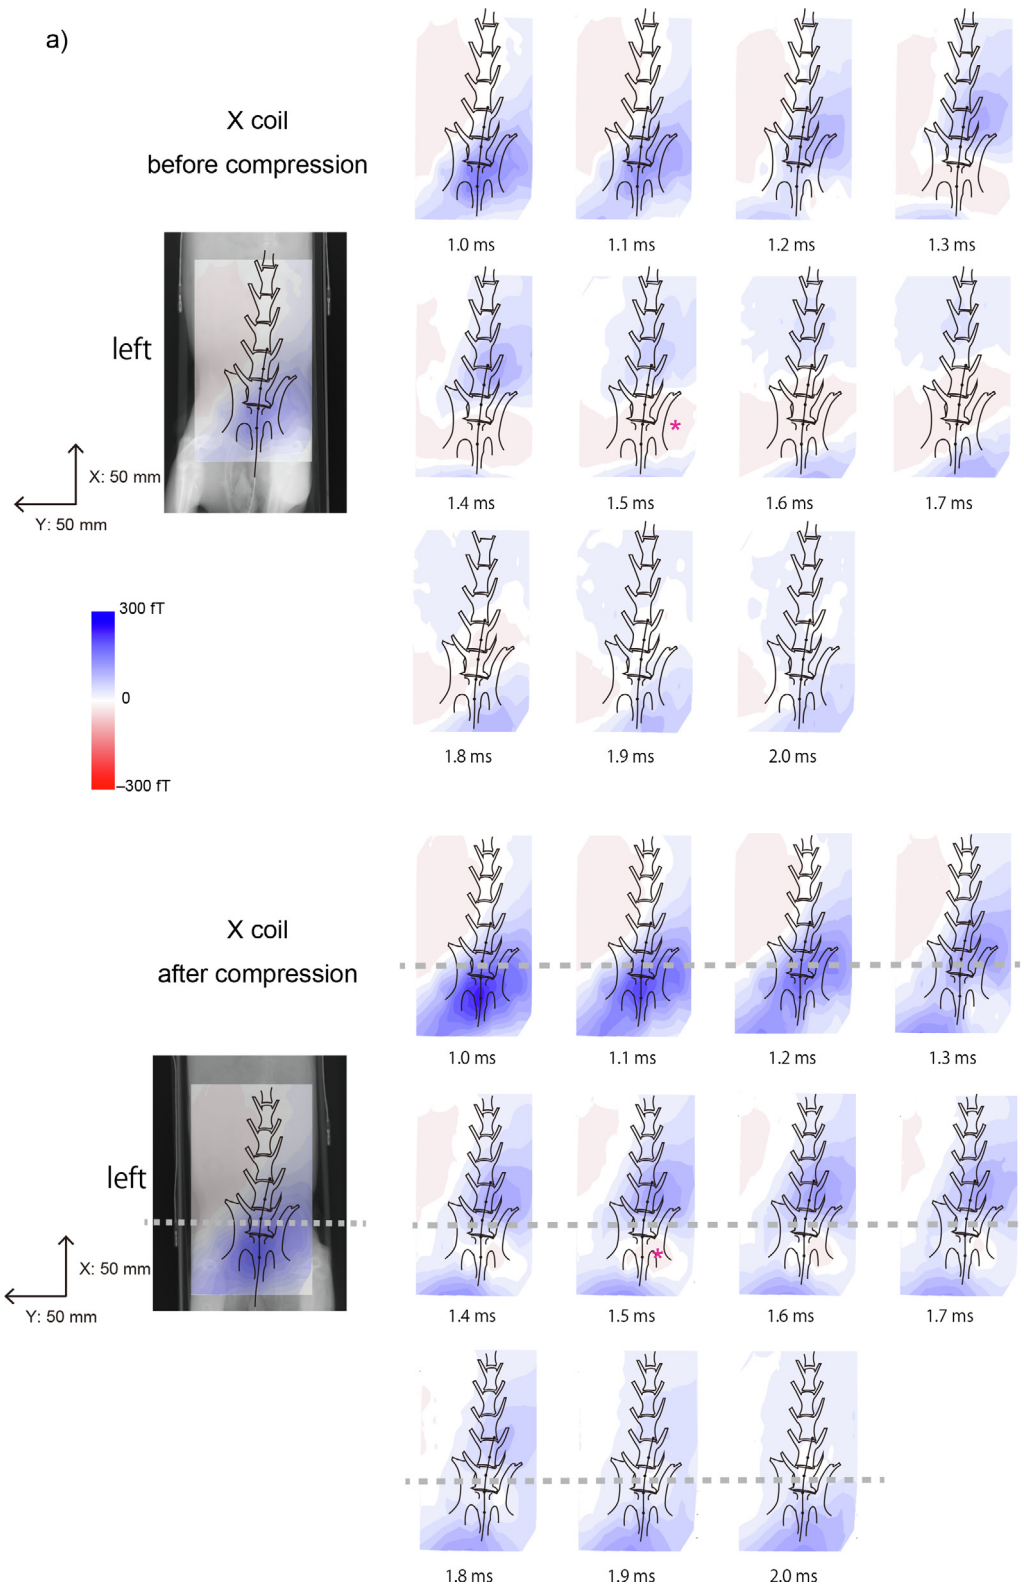 a)
X coil
before compression
1.0 ms
1.1 ms
1.2 ms
1.3 ms
left
X: 50 mm
Y: 50 mm
*
1.4 ms
1.5 ms
1.6 ms
1.7 ms
300 fT
0
–300 fT
1.8 ms
1.9 ms
2.0 ms
X coil
after compression
1.0 ms
1.1 ms
1.2 ms
1.3 ms
left
X: 50 mm
Y: 50 mm
*
1.4 ms
1.5 ms
1.6 ms
1.7 ms
1.8 ms
1.9 ms
2.0 ms